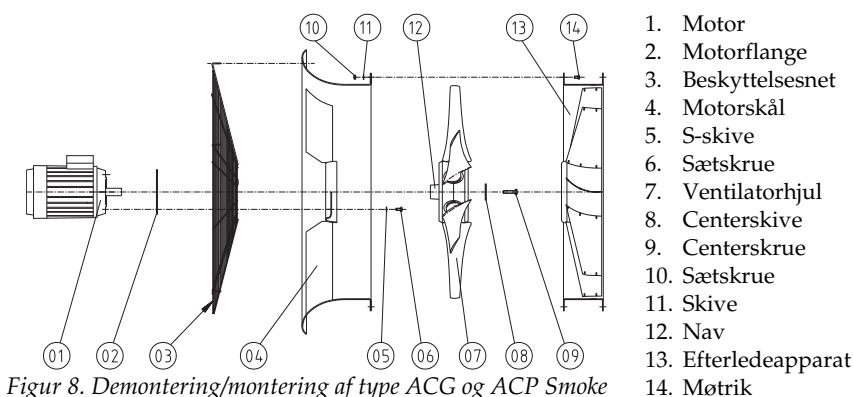 10 11 12 13 14
01 02 03 04 05 06 07 08 09
Figur 8. Demontering/montering af type ACG og ACP Smoke
1. Motor
2. Motorflange
3. Beskyttelsesnet
4. Motorskål
5. S-skive
6. Sætskrue
7. Ventilatorhjul
8. Centerskive
9. Centerskrue
10. Sætskrue
11. Skive
12. Nav
13. Efterledeapparat
14. Møtrik